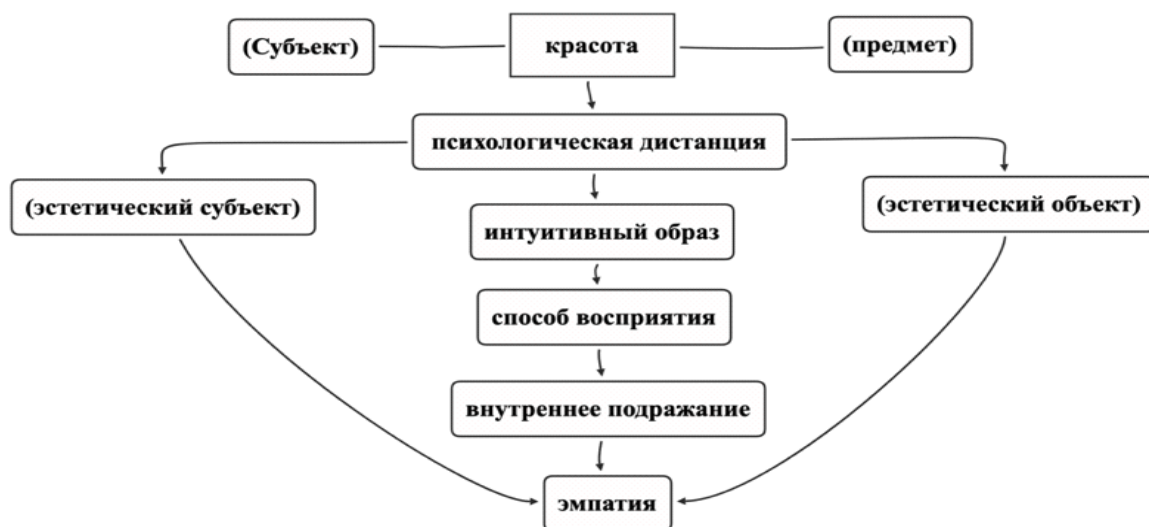 (Субъект)
красота
(предмет)
психологическая дистанция
(эстетический субъект)
интуитивный образ
(эстетический объект)
способ восприятия
внутреннее подражание
эмпатия